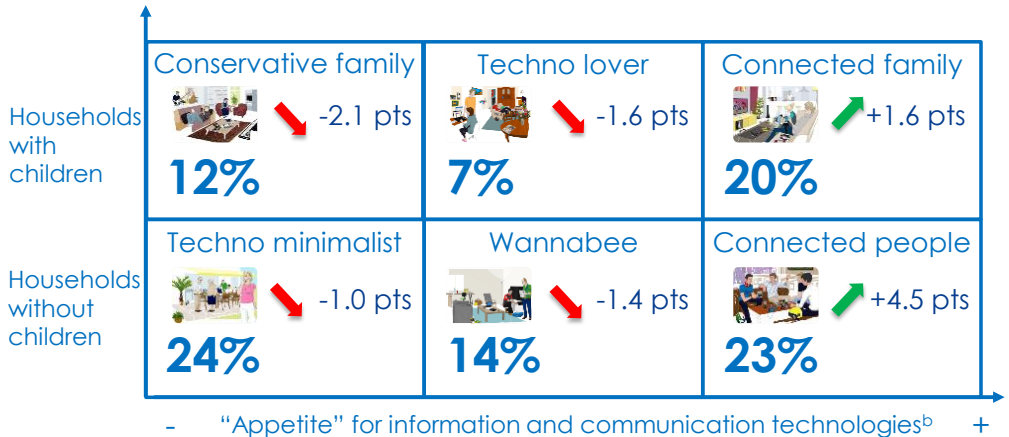 Conservative family
Techno lover
Connected family
Households
with
children
-2.1 pts
-1.6 pts
+1.6 pts
12%
7%
20%
Techno minimalist
Wannabee
Connected people
Households
without
children
-1.0 pts
-1.4 pts
+4.5 pts
24%
14%
23%
- “Appetite” for information and communication technologiesᵇ +